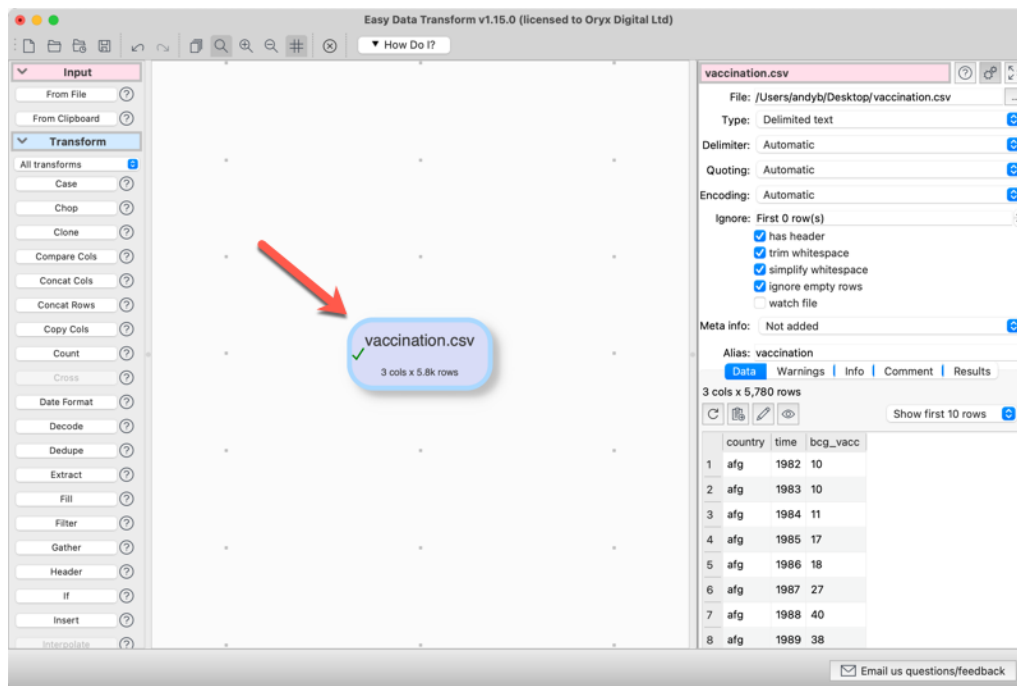 Easy Data Transform v1.15.0 (licensed to Oryx Digital Ltd)
How Do I?
Input
From File
From Clipboard
Transform
All transforms
Case
Chop
Clone
Compare Cols
Concat Cols
Concat Rows
Copy Cols
Count
Cross
Date Format
Decode
Dedupe
Extract
Fill
Filter
Gather
Header
If
Insert
Interpolate
vaccination.csv
3 cols x 5.8k rows
vaccination.csv
File: /Users/andyb/Desktop/vaccination.csv ...
Type: Delimited text
Delimiter: Automatic
Quoting: Automatic
Encoding: Automatic
Ignore: First 0 row(s)
has header
trim whitespace
simplify whitespace
ignore empty rows
watch file
Meta info: Not added
Alias: vaccination
Data Warnings Info Comment Results
3 cols x 5,780 rows
Show first 10 rows
country time bcg_vacc
1 afg 1982 10
2 afg 1983 10
3 afg 1984 11
4 afg 1985 17
5 afg 1986 18
6 afg 1987 27
7 afg 1988 40
8 afg 1989 38
Email us questions/feedback